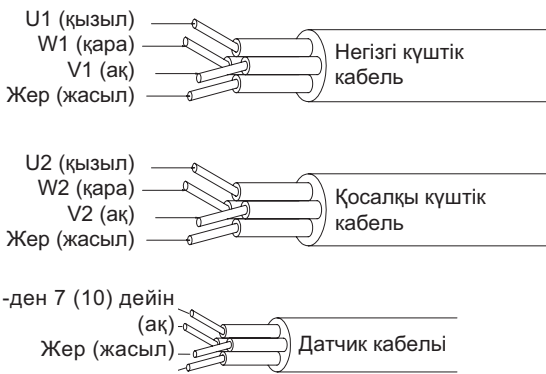 U1 (қызыл)
W1 (қара)
V1 (ақ)
Жер (жасыл)
Негізгі күштік
кабель
U2 (қызыл)
W2 (қара)
V2 (ақ)
Жер (жасыл)
Қосалқы күштік
кабель
-ден 7 (10) дейін
(ақ)
Жер (жасыл)
Датчик кабельі